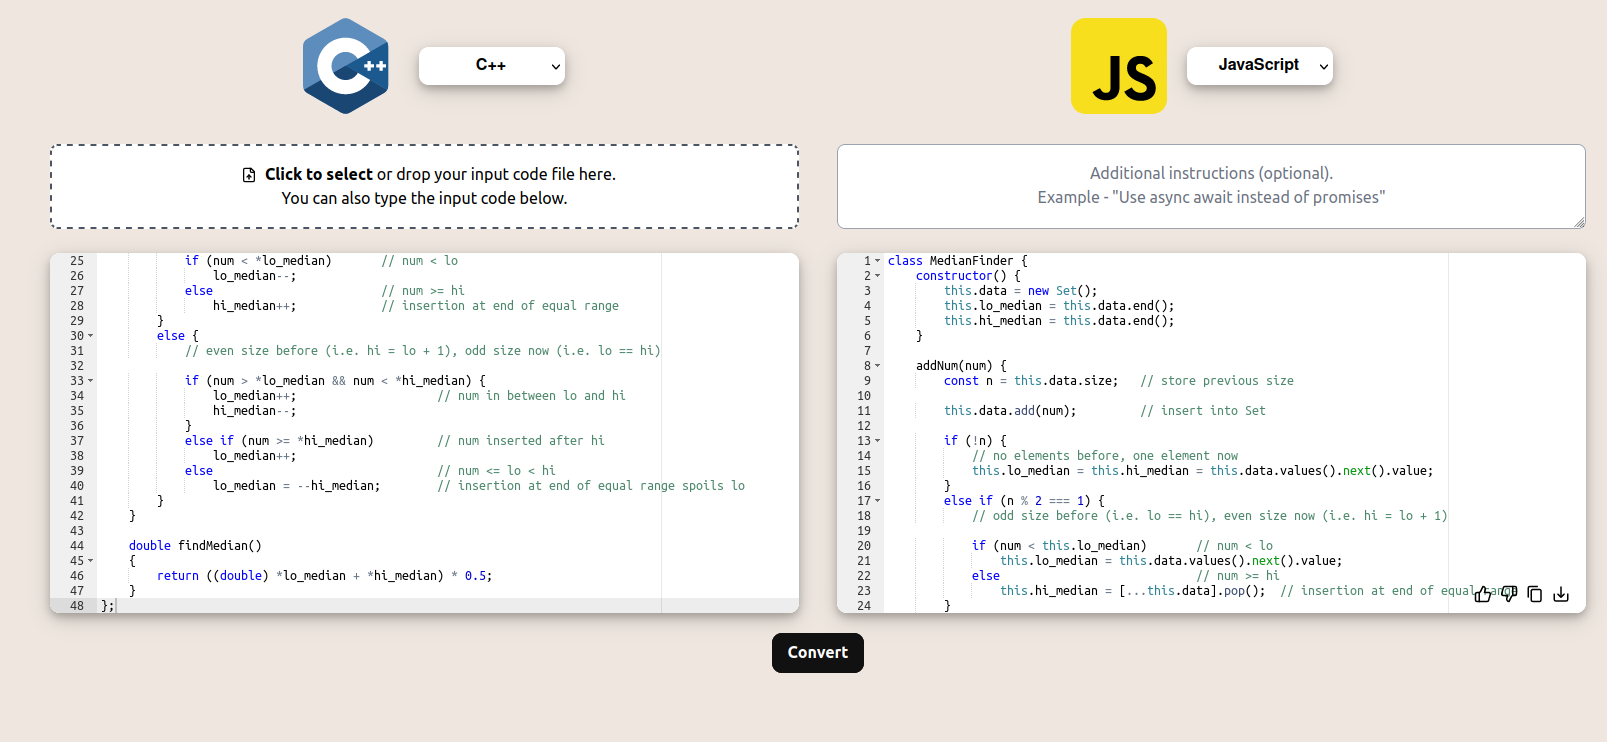 C++
C++
JS
JavaScript
Click to select or drop your input code file here.
You can also type the input code below.
Additional instructions (optional).
Example - "Use async await instead of promises"
25 if (num < *lo_median) // num < lo
26 lo_median--;
27 else // num >= hi
28 hi_median++; // insertion at end of equal range
29 }
30 else {
31 // even size before (i.e. hi = lo + 1), odd size now (i.e. lo == hi)
32
33 if (num > *lo_median && num < *hi_median) {
34 lo_median++; // num in between lo and hi
35 hi_median--;
36 }
37 else if (num >= *hi_median) // num inserted after hi
38 lo_median++;
39 else // num <= lo < hi
40 lo_median = --hi_median; // insertion at end of equal range spoils lo
41 }
42 }
43
44 double findMedian()
45 {
46 return ((double) *lo_median + *hi_median) * 0.5;
47 }
48 };
1 class MedianFinder {
2 constructor() {
3 this.data = new Set();
4 this.lo_median = this.data.end();
5 this.hi_median = this.data.end();
6 }
7
8 addNum(num) {
9 const n = this.data.size; // store previous size
10
11 this.data.add(num); // insert into Set
12
13 if (!n) {
14 // no elements before, one element now
15 this.lo_median = this.hi_median = this.data.values().next().value;
16 }
17 else if (n % 2 === 1) {
18 // odd size before (i.e. lo == hi), even size now (i.e. hi = lo + 1)
19
20 if (num < this.lo_median) // num < lo
21 this.lo_median = this.data.values().next().value;
22 else // num >= hi
23 this.hi_median = [...this.data].pop(); // insertion at end of equal range
24 }
Convert